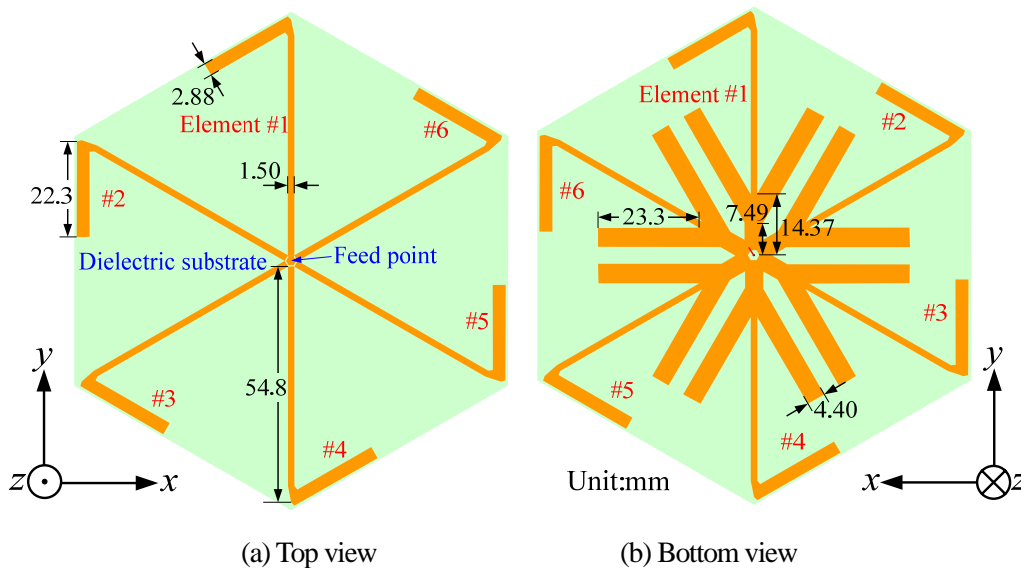 2.88
Element #1
#6
1.50
22.3
#2
Dielectric substrate
Feed point
#5
54.8
#3
#4
y
z
x
(a) Top view
Element #1
#2
#6
7.49
23.3
14.37
#3
#5
4.40
#4
Unit:mm
y
x
z
(b) Bottom view